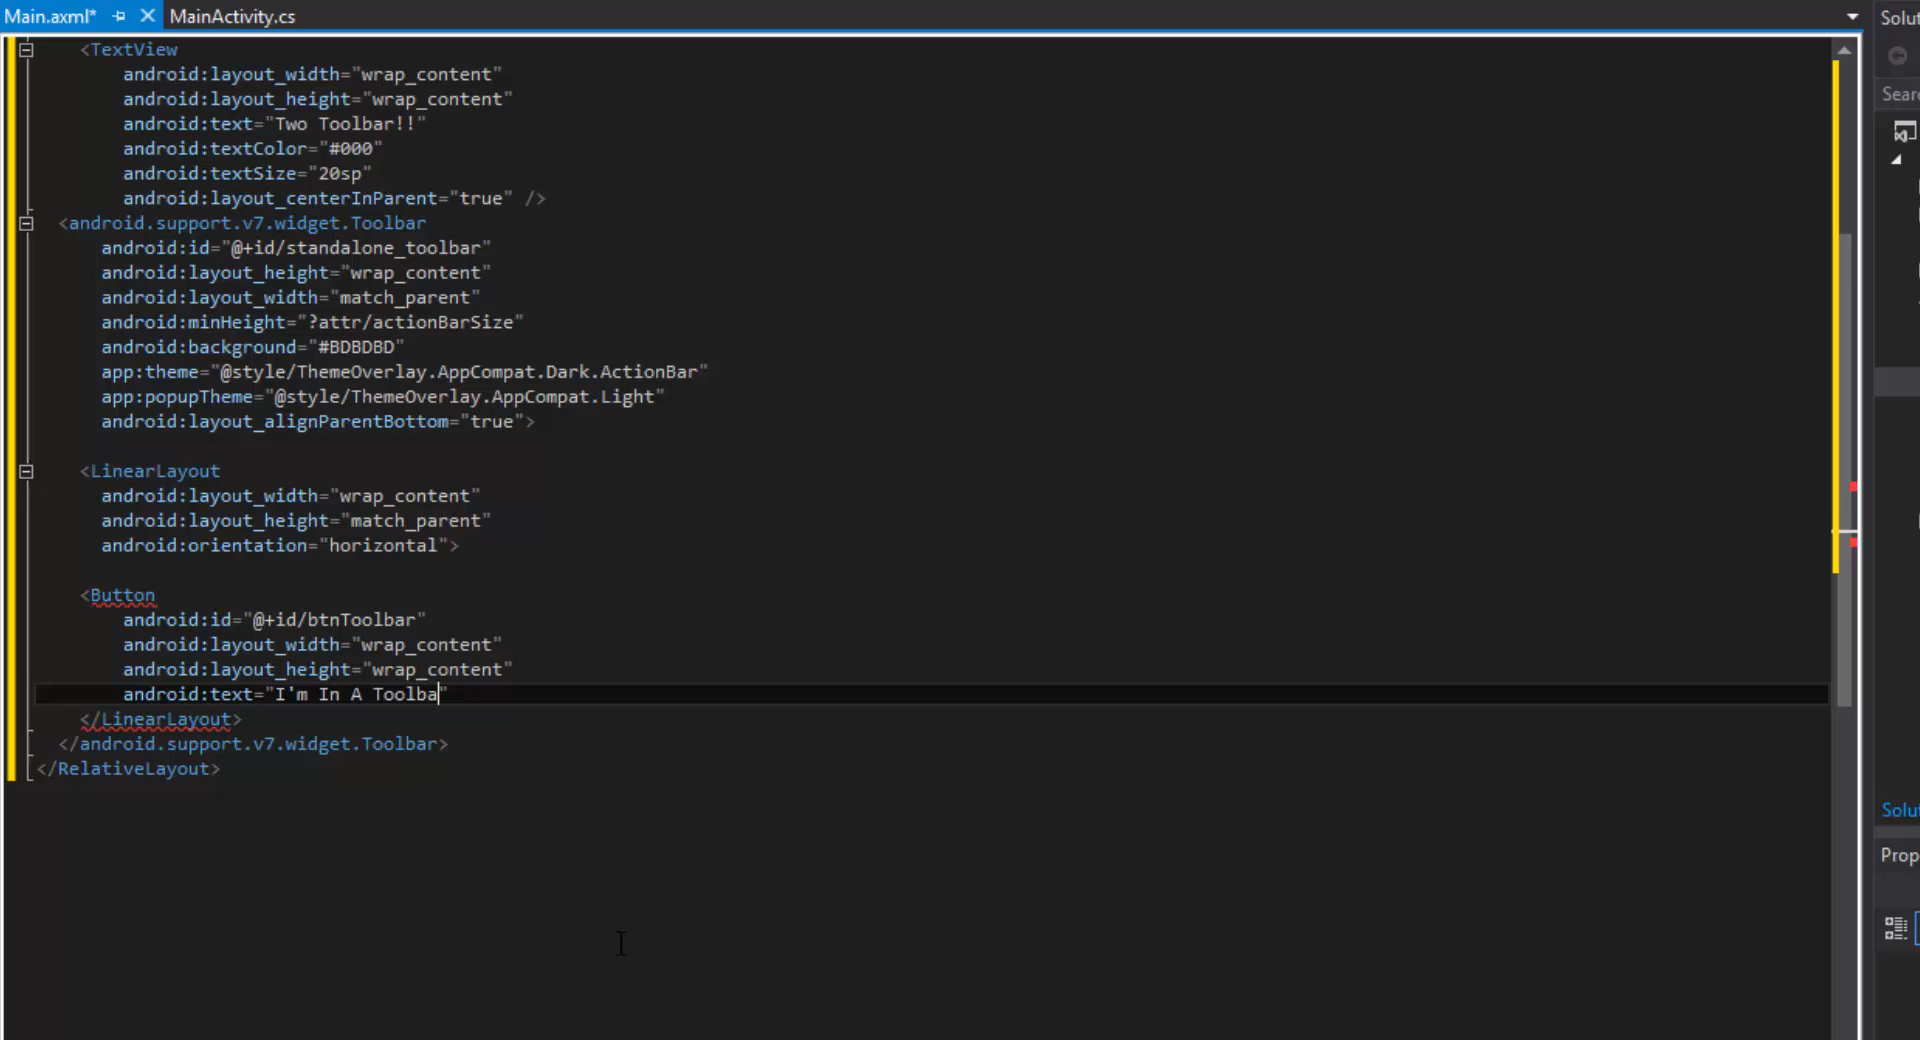 Main.axml* MainActivity.cs
<TextView
android:layout_width="wrap_content"
android:layout_height="wrap_content"
android:text="Two Toolbar!!"
android:textColor="#000"
android:textSize="20sp"
android:layout_centerInParent="true" />
<android.support.v7.widget.Toolbar
android:id="@+id/standalone_toolbar"
android:layout_height="wrap_content"
android:layout_width="match_parent"
android:minHeight="?attr/actionBarSize"
android:background="#BDBDBD"
app:theme="@style/ThemeOverlay.AppCompat.Dark.ActionBar"
app:popupTheme="@style/ThemeOverlay.AppCompat.Light"
android:layout_alignParentBottom="true">
<LinearLayout
android:layout_width="wrap_content"
android:layout_height="match_parent"
android:orientation="horizontal">
<Button
android:id="@+id/btnToolbar"
android:layout_width="wrap_content"
android:layout_height="wrap_content"
android:text="I'm In A Toolba"
</LinearLayout>
</android.support.v7.widget.Toolbar>
</RelativeLayout>
Solut
Sear
Solut
Prop